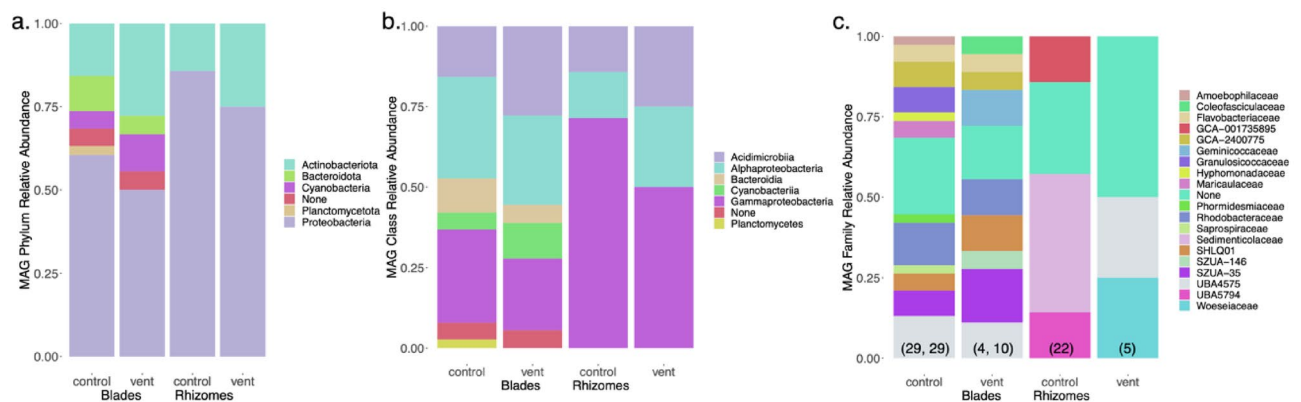 a.
MAG Phylum Relative Abundance
1.00
0.75
0.50
0.25
0.00
control vent control vent
Blades Rhizomes
Actinobacteriota
Bacteroidota
Cyanobacteria
None
Planctomycetota
Proteobacteria
b.
MAG Class Relative Abundance
1.00
0.75
0.50
0.25
0.00
control vent control vent
Blades Rhizomes
Acidimicrobiia
Alphaproteobacteria
Bacteroidia
Cyanobacteriia
Gammaproteobacteria
None
Planctomycetes
c.
MAG Family Relative Abundance
1.00
0.75
0.50
0.25
0.00
(29, 29) (4, 10) (22) (5)
control vent control vent
Blades Rhizomes
Amoebophilaceae
Coleofasciculaceae
Flavobacteriaceae
GCA-001735895
GCA-2400775
Geminicoccaceae
Granulosicoccaceae
Hyphomonadaceae
Maricaulaceae
None
Phormidesmiaceae
Rhodobacteraceae
Saprospiraceae
Sedimenticolaceae
SHLQ01
SZUA-146
SZUA-35
UBA4575
UBA5794
Woeseiaceae